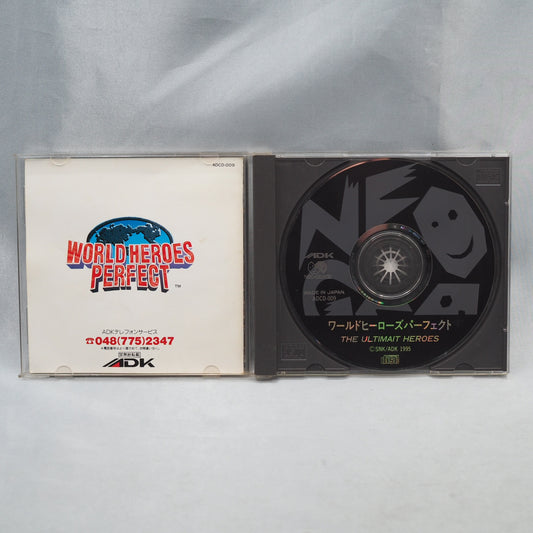 ADCD-009
WORLD HEROES
PERFECT
TM
ADKテレフォンサービス
☎048(775)2347
ADK
NEO
GEO
ADK
MADE IN JAPAN
ADCD-009
ワールドヒーローズパーフェクト
THE ULTIMAIT HEROES
©SNK/ADK 1995